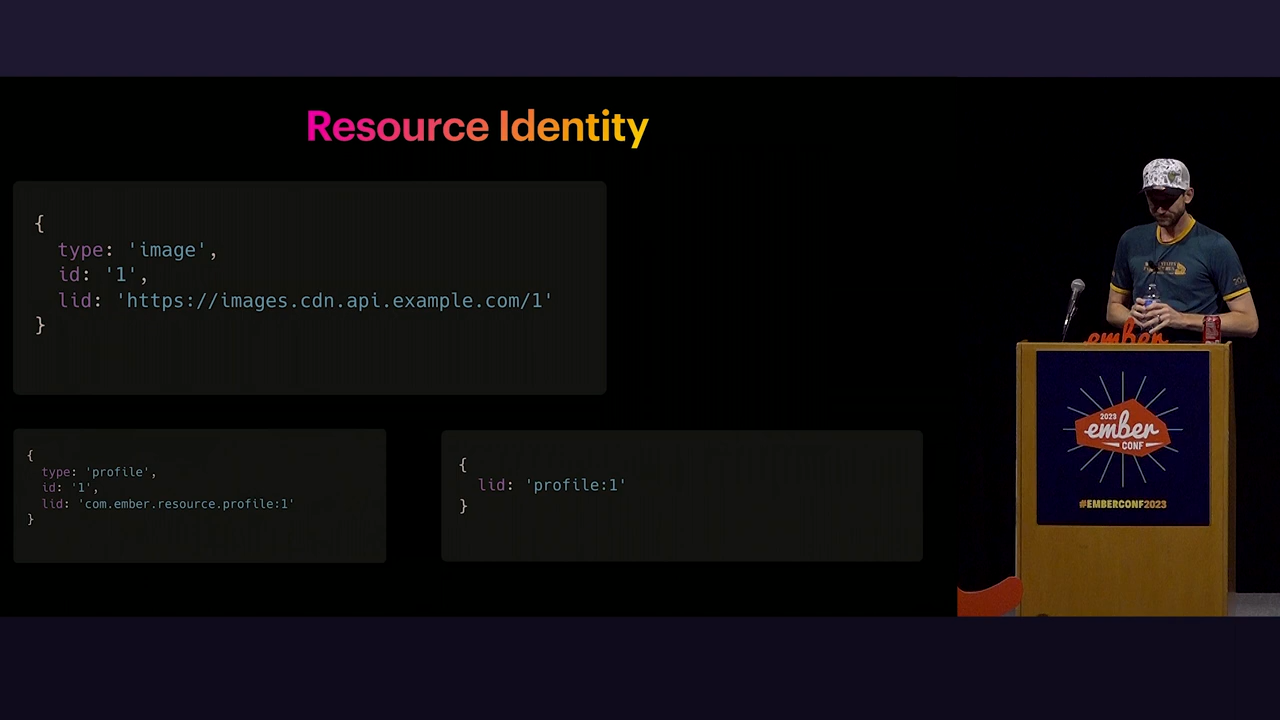 Resource Identity
{
type: 'image',
id: '1',
lid: 'https://images.cdn.api.example.com/1'
}
{
type: 'profile',
id: '1',
lid: 'com.ember.resource.profile:1'
}
{
lid: 'profile:1'
}
ember
2023
ember
CONF
#EMBERCONF2023